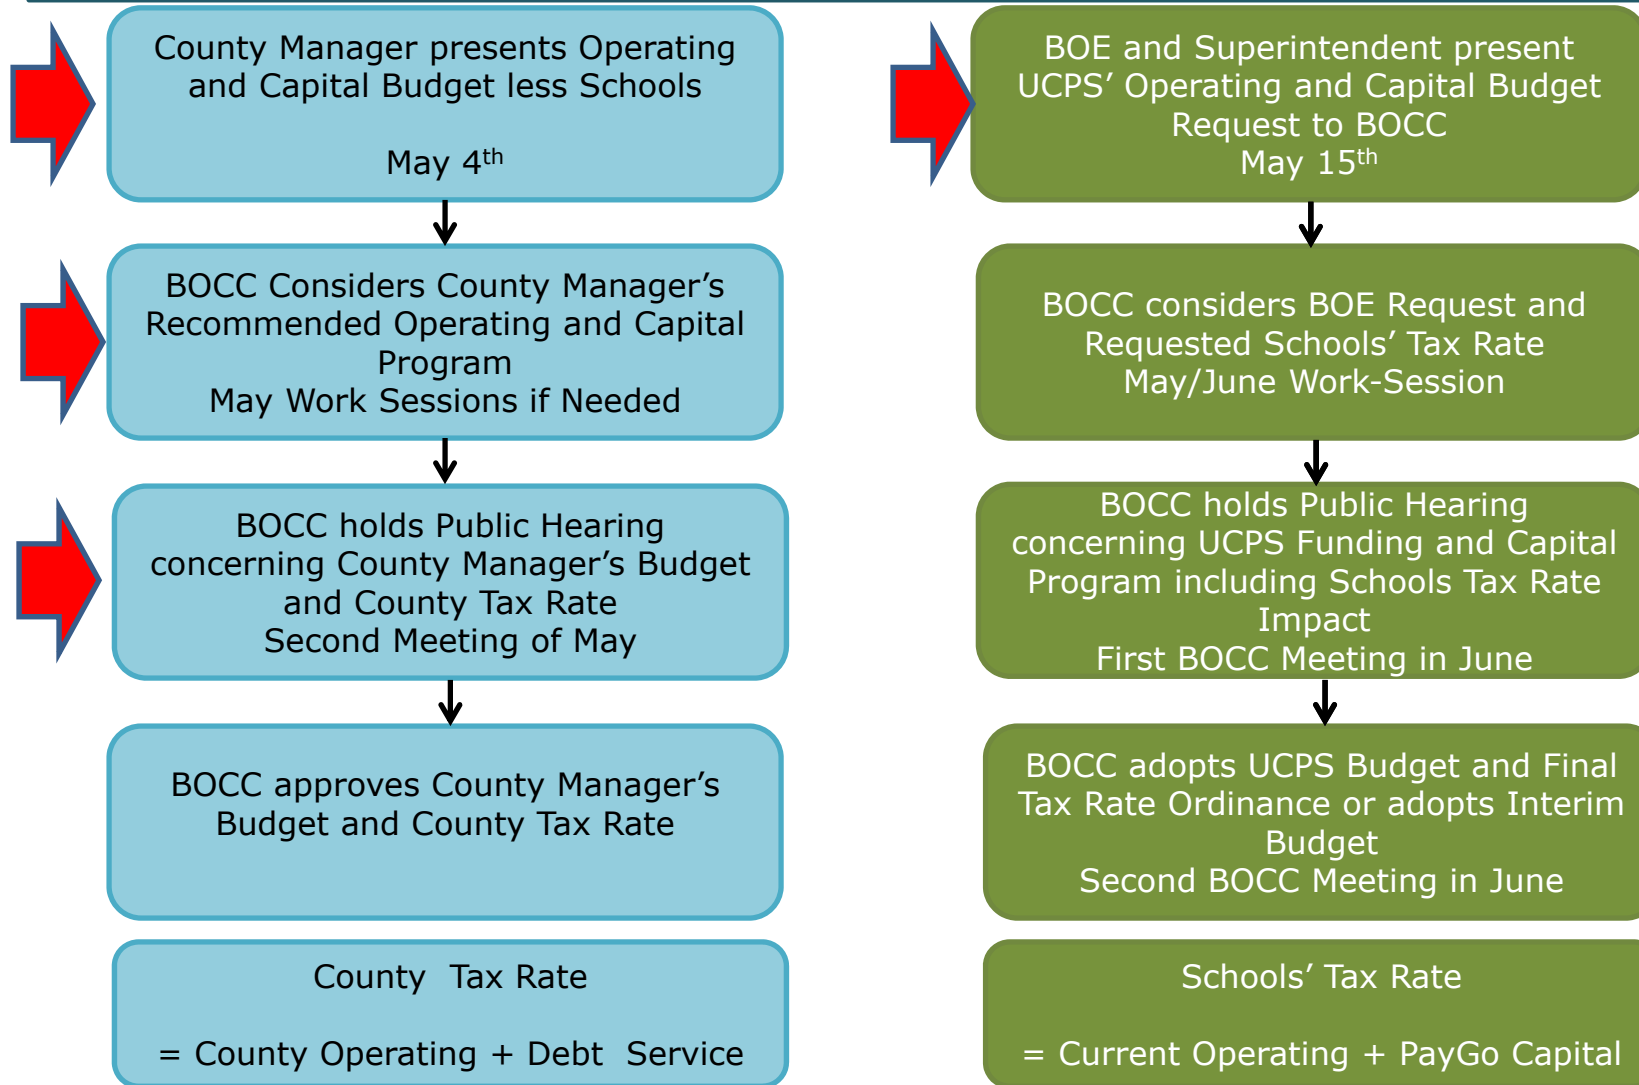 County Manager presents Operating
and Capital Budget less Schools
May 4th
BOCC Considers County Manager’s
Recommended Operating and Capital
Program
May Work Sessions if Needed
BOCC holds Public Hearing
concerning County Manager’s Budget
and County Tax Rate
Second Meeting of May
BOCC approves County Manager’s
Budget and County Tax Rate
County Tax Rate
= County Operating + Debt Service
BOE and Superintendent present
UCPS’ Operating and Capital Budget
Request to BOCC
May 15th
BOCC considers BOE Request and
Requested Schools’ Tax Rate
May/June Work-Session
BOCC holds Public Hearing
concerning UCPS Funding and Capital
Program including Schools Tax Rate
Impact
First BOCC Meeting in June
BOCC adopts UCPS Budget and Final
Tax Rate Ordinance or adopts Interim
Budget
Second BOCC Meeting in June
Schools’ Tax Rate
= Current Operating + PayGo Capital